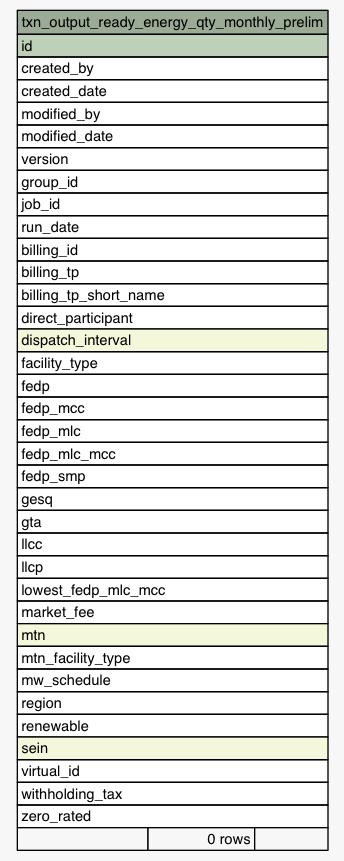 txn_output_ready_energy_qty_monthly_prelim
id
created_by
created_date
modified_by
modified_date
version
group_id
job_id
run_date
billing_id
billing_tp
billing_tp_short_name
direct_participant
dispatch_interval
facility_type
fedp
fedp_mcc
fedp_mlc
fedp_mlc_mcc
fedp_smp
gesq
gta
llcc
llcp
lowest_fedp_mlc_mcc
market_fee
mtn
mtn_facility_type
mw_schedule
region
renewable
sein
virtual_id
withholding_tax
zero_rated
0 rows